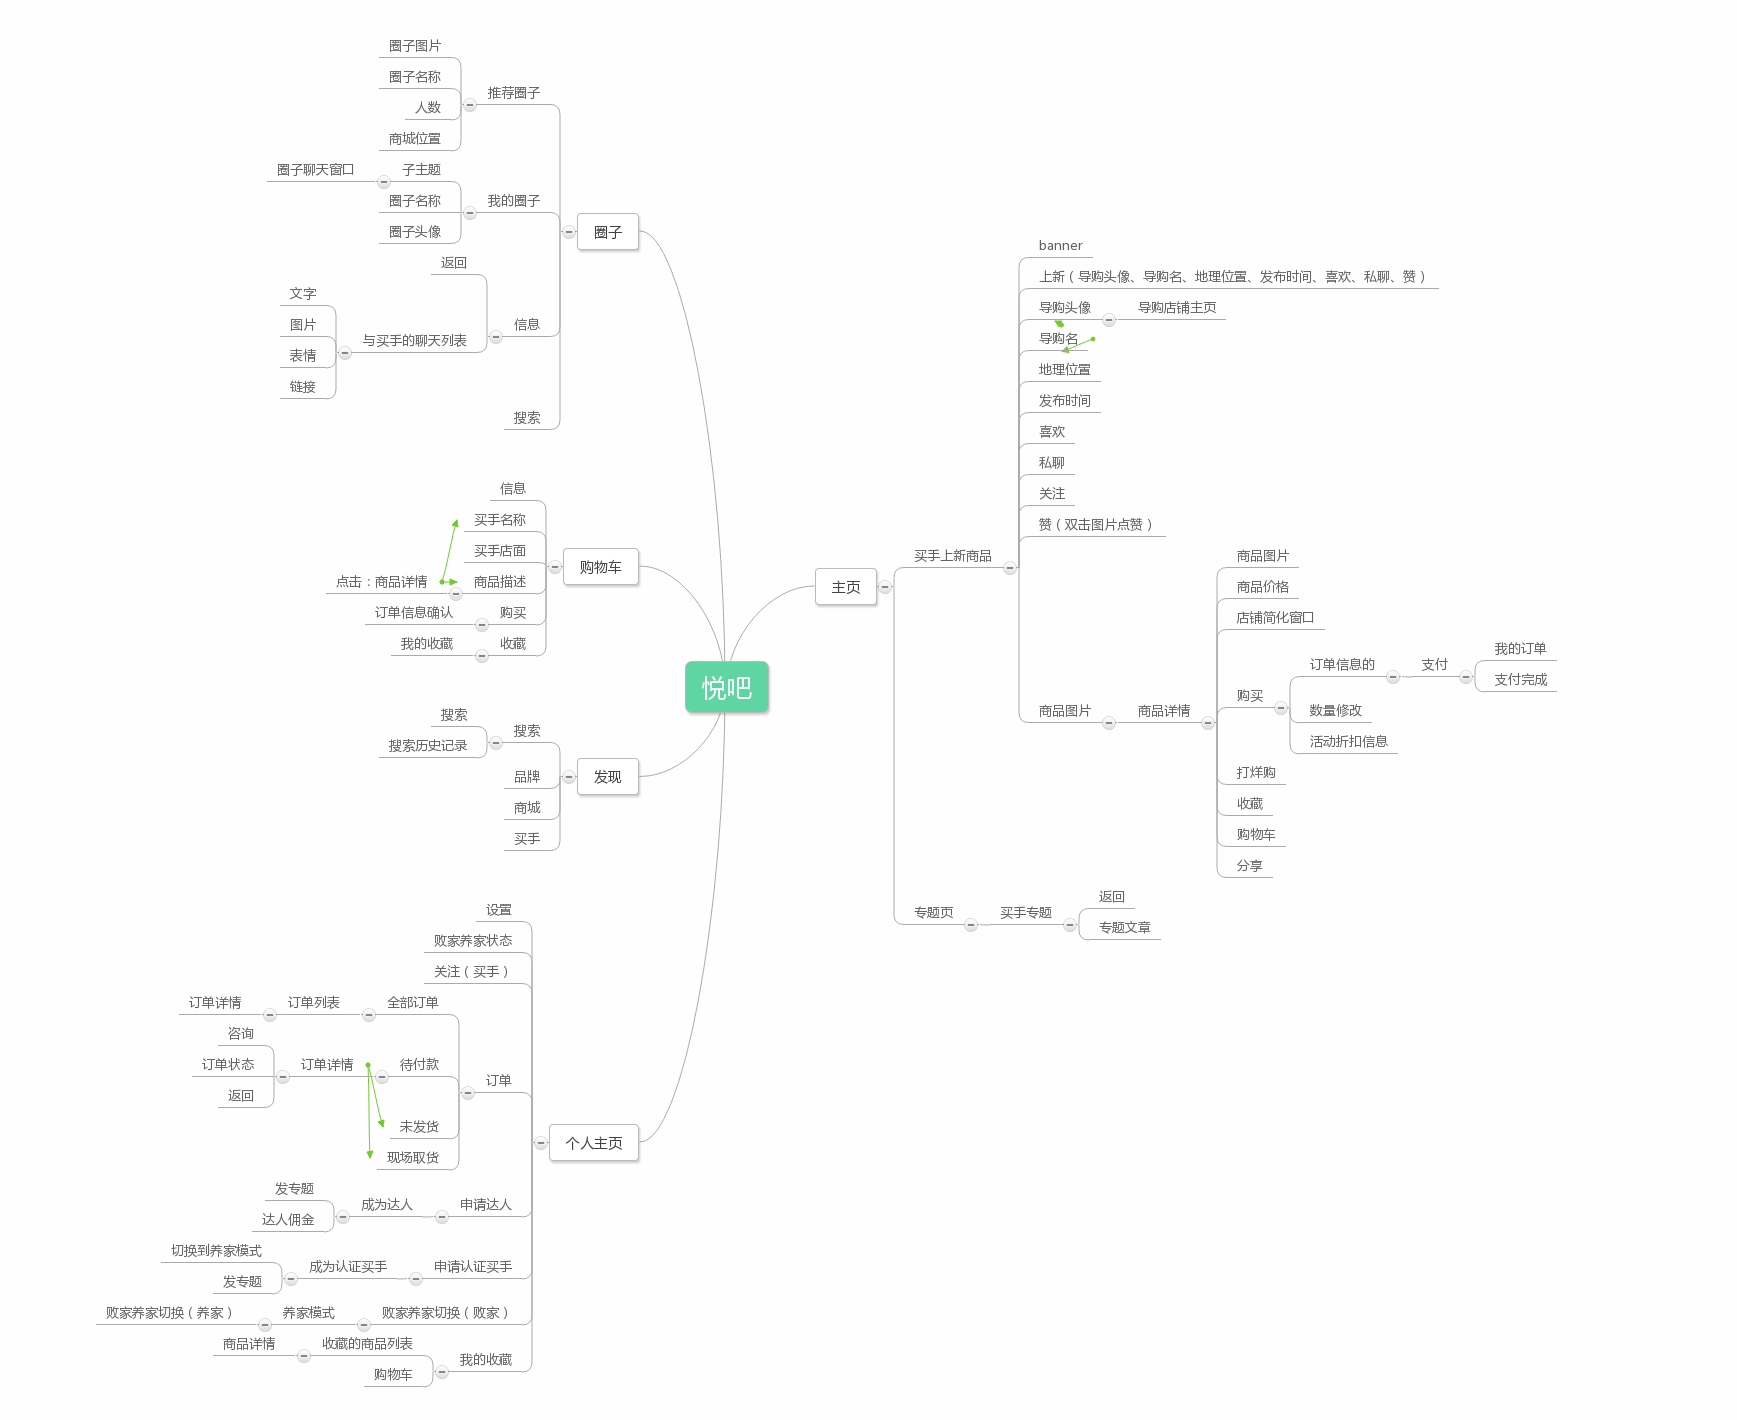 悦吧
圈子
推荐圈子
圈子图片
圈子名称
人数
商城位置
我的圈子
子主题
圈子聊天窗口
圈子名称
圈子头像
信息
返回
与买手的聊天列表
文字
图片
表情
链接
搜索
购物车
信息
买手名称
买手店面
商品描述
点击：商品详情
购买
订单信息确认
收藏
我的收藏
发现
搜索
搜索
搜索历史记录
品牌
商城
买手
个人主页
设置
败家养家状态
关注（买手）
订单
全部订单
订单列表
订单详情
待付款
订单详情
咨询
订单状态
返回
未发货
现场取货
申请达人
成为达人
发专题
达人佣金
申请认证买手
成为认证买手
切换到养家模式
发专题
败家养家切换（败家）
养家模式
败家养家切换（养家）
我的收藏
收藏的商品列表
商品详情
购物车
主页
买手上新商品
banner
上新（导购头像、导购名、地理位置、发布时间、喜欢、私聊、赞）
导购头像
导购店铺主页
导购名
地理位置
发布时间
喜欢
私聊
关注
赞（双击图片点赞）
商品图片
商品详情
商品图片
商品价格
店铺简化窗口
购买
订单信息的
支付
我的订单
支付完成
数量修改
活动折扣信息
打烊购
收藏
购物车
分享
专题页
买手专题
返回
专题文章